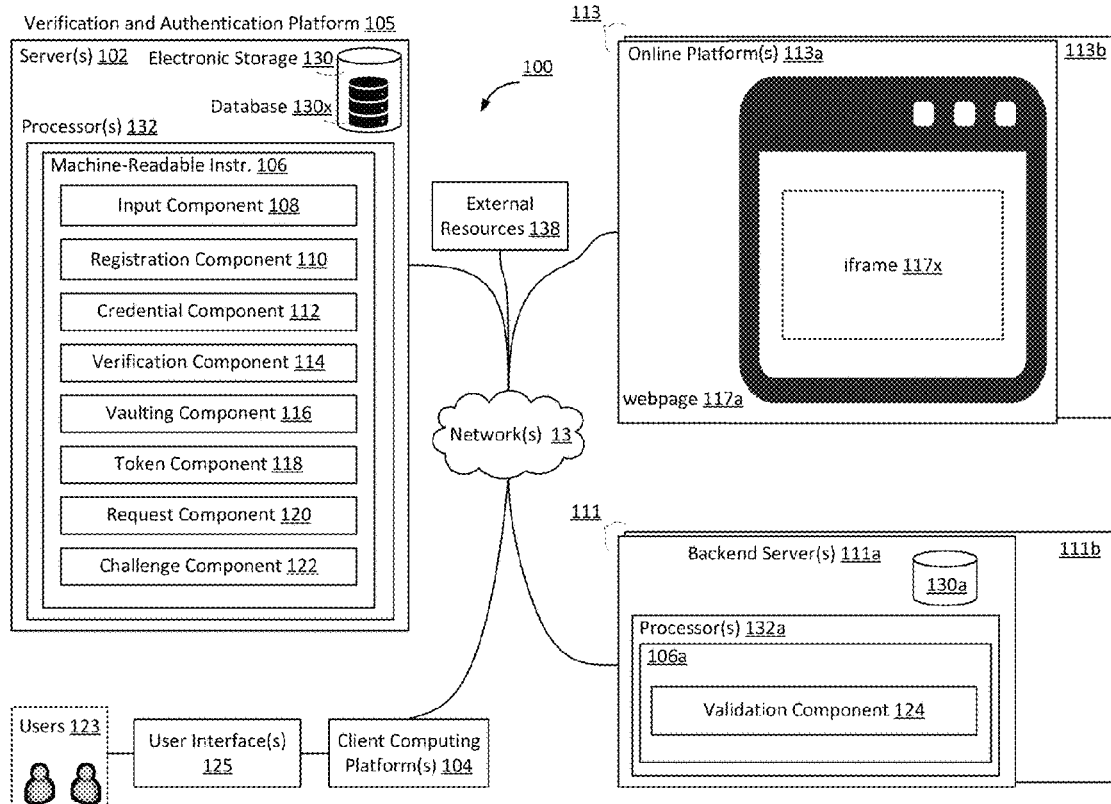 Verification and Authentication Platform 105
Server(s) 102
Electronic Storage 130
Database 130x
Processor(s) 132
Machine-Readable Instr. 106
Input Component 108
Registration Component 110
Credential Component 112
Verification Component 114
Vaulting Component 116
Token Component 118
Request Component 120
Challenge Component 122
100
External
Resources 138
Network(s) 13
113
Online Platform(s) 113a
113b
iframe 117x
webpage 117a
111
Backend Server(s) 111a
111b
130a
Processor(s) 132a
106a
Validation Component 124
Users 123
User Interface(s)
125
Client Computing
Platform(s) 104